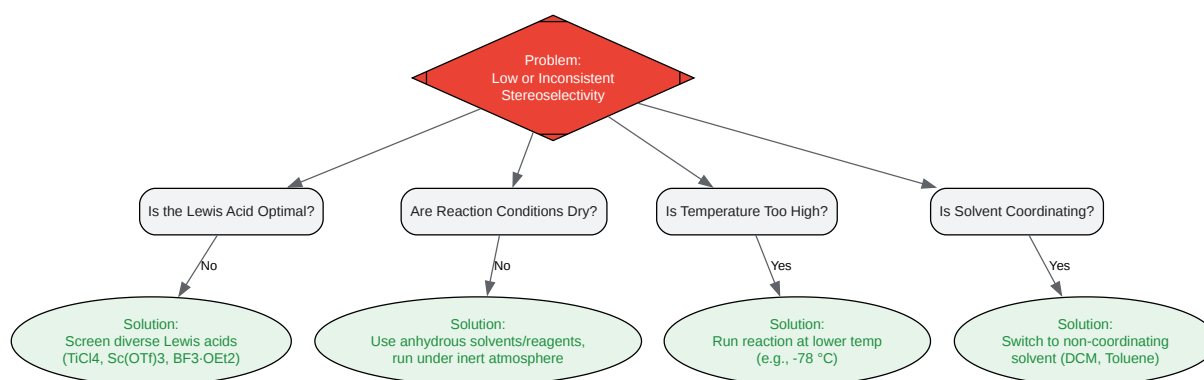 Problem:
Low or Inconsistent
Stereoselectivity
Is the Lewis Acid Optimal?
Are Reaction Conditions Dry?
Is Temperature Too High?
Is Solvent Coordinating?
No
No
Yes
Yes
Solution:
Screen diverse Lewis acids
(TiCl4, Sc(OTf)3, BF3·OEt2)
Solution:
Use anhydrous solvents/reagents,
run under inert atmosphere
Solution:
Run reaction at lower temp
(e.g., -78 °C)
Solution:
Switch to non-coordinating
solvent (DCM, Toluene)